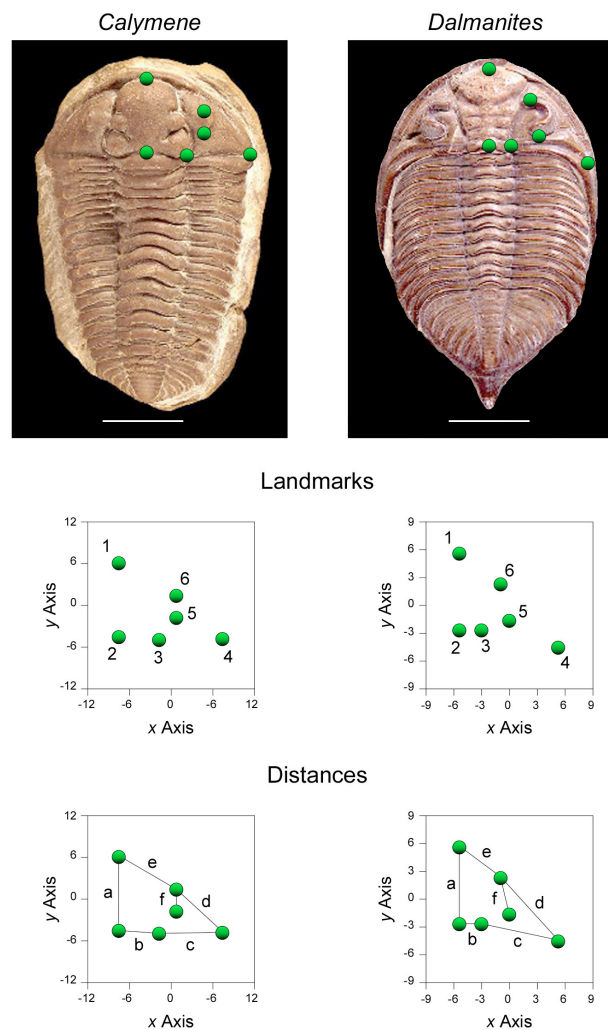 Calymene Dalmanites
Landmarks
12
6
0
-6
-12
-12 -6 0 6 12
y Axis
x Axis
1
2
3
4
5
6
9
6
3
0
-3
-6
-9
-9 -6 -3 0 3 6 9
y Axis
x Axis
1
2
3
4
5
6
Distances
12
6
0
-6
-12
-12 -6 0 6 12
y Axis
x Axis
a
b
c
d
e
f
9
6
3
0
-3
-6
-9
-9 -6 -3 0 3 6 9
y Axis
x Axis
a
b
c
d
e
f